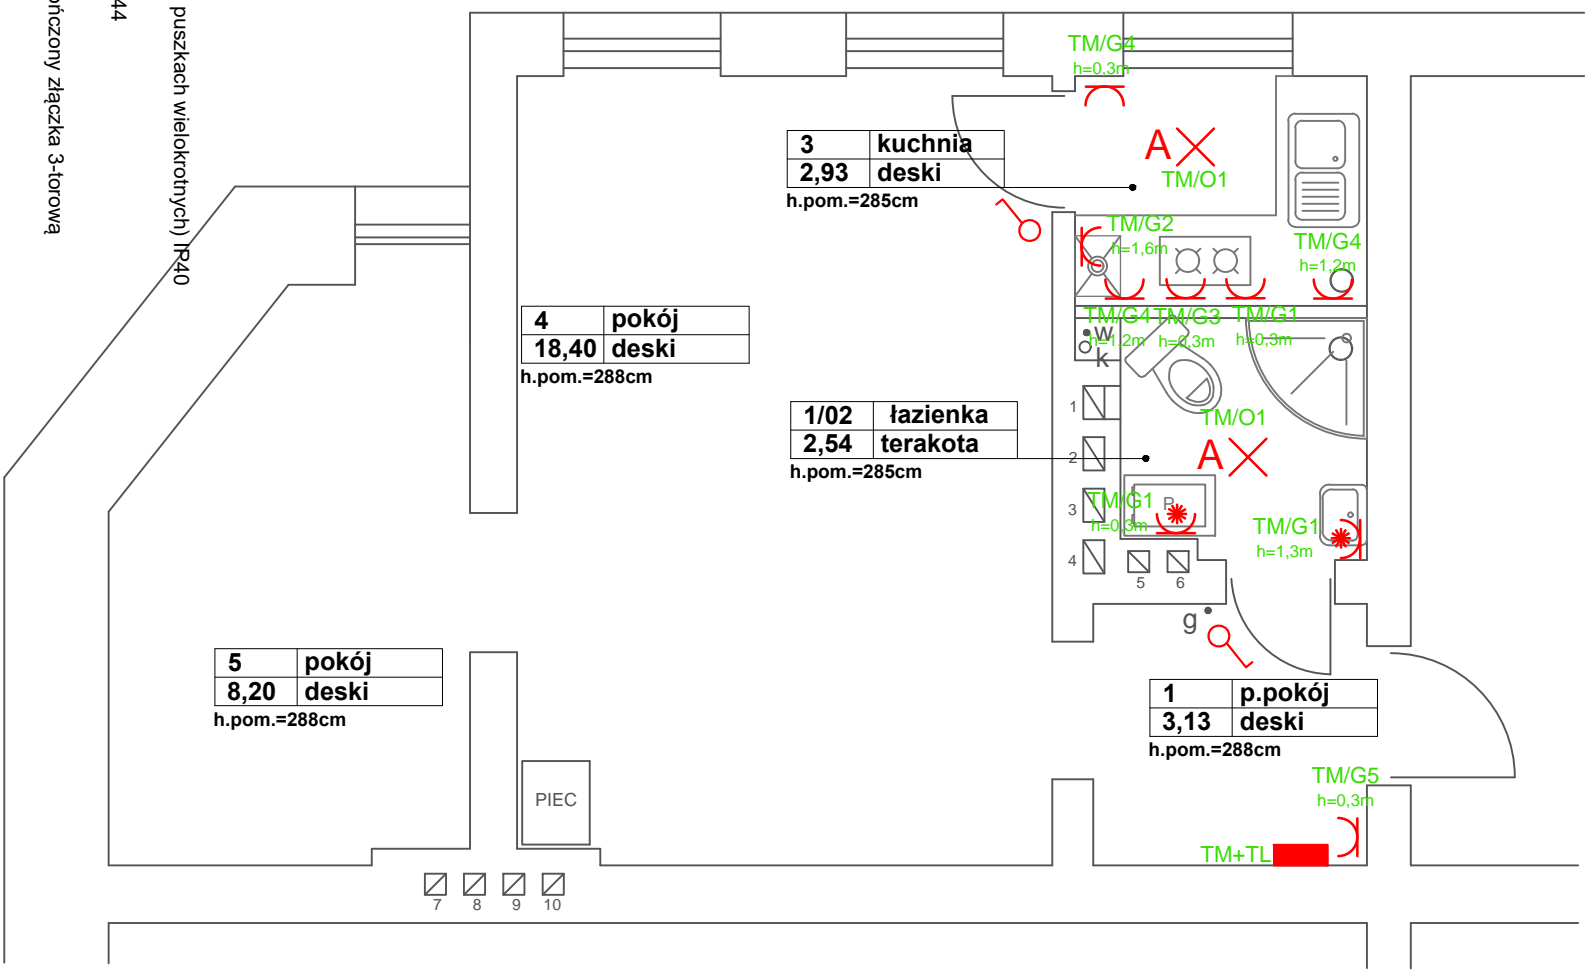 44
puszkach wielokrotnych) IP40
ończony złączka 3-torową
TM/G4
h=0,3m
3 kuchnia
2,93 deski
h.pom.=285cm
A
TM/O1
TM/G2
h=1,6m
TM/G4
h=1,2m
4 pokój
18,40 deski
h.pom.=288cm
TM/G4
h=1,2m
TM/G3
h=0,3m
TM/G1
h=0,3m
w
k
1/02 łazienka
2,54 terakota
h.pom.=285cm
TM/O1
A
1
2
3
4
5
6
TM/G1
h=0,3m
P
TM/G1
h=1,3m
g
5 pokój
8,20 deski
h.pom.=288cm
1 p.pokój
3,13 deski
h.pom.=288cm
PIEC
TM/G5
h=0,3m
TM+TL
7
8
9
10